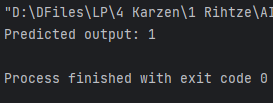 "D:\DFiles\LP\4 Karzen\1 Rihtze\AI
Predicted output: 1
Process finished with exit code 0